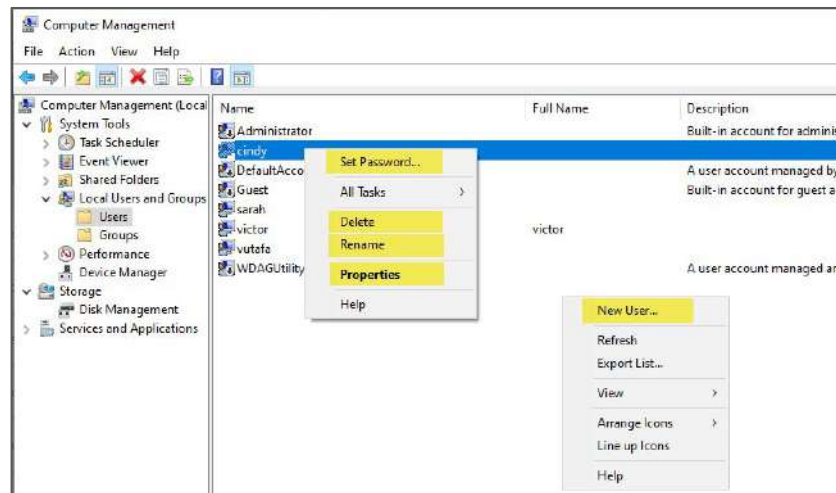 Computer Management
File Action View Help
Computer Management (Local
System Tools
Task Scheduler
Event Viewer
Shared Folders
Local Users and Groups
Users
Groups
Performance
Device Manager
Storage
Disk Management
Services and Applications
Name Full Name Description
Administrator Built-in account for adminis
cindy
DefaultAcco A user account managed by
Guest Built-in account for guest a
sarah
victor victor
vutafa
WDAGUtility A user account managed an
Set Password...
All Tasks
Delete
Rename
Properties
Help
New User...
Refresh
Export List...
View
Arrange Icons
Line up Icons
Help